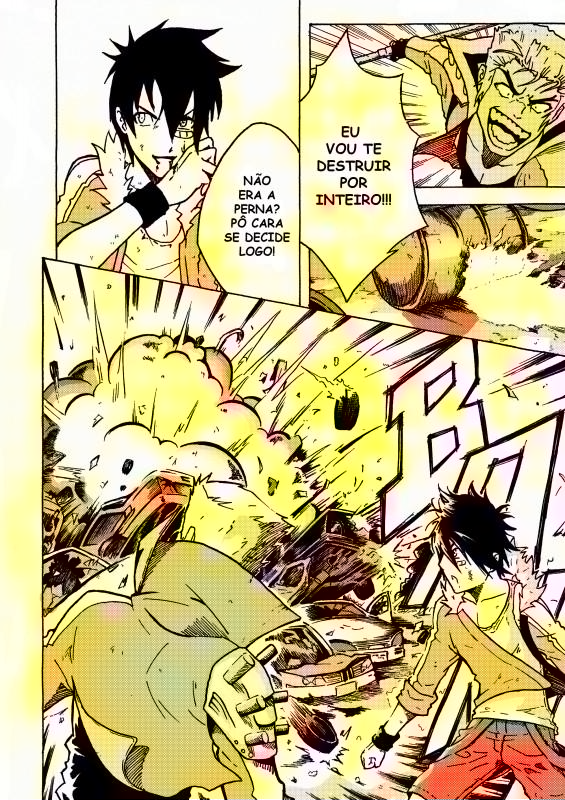 NÃO
ERA A
PERNA?
PÔ CARA
SE DECIDE
LOGO!
EU
VOU TE
DESTRUIR
POR
INTEIRO!!!